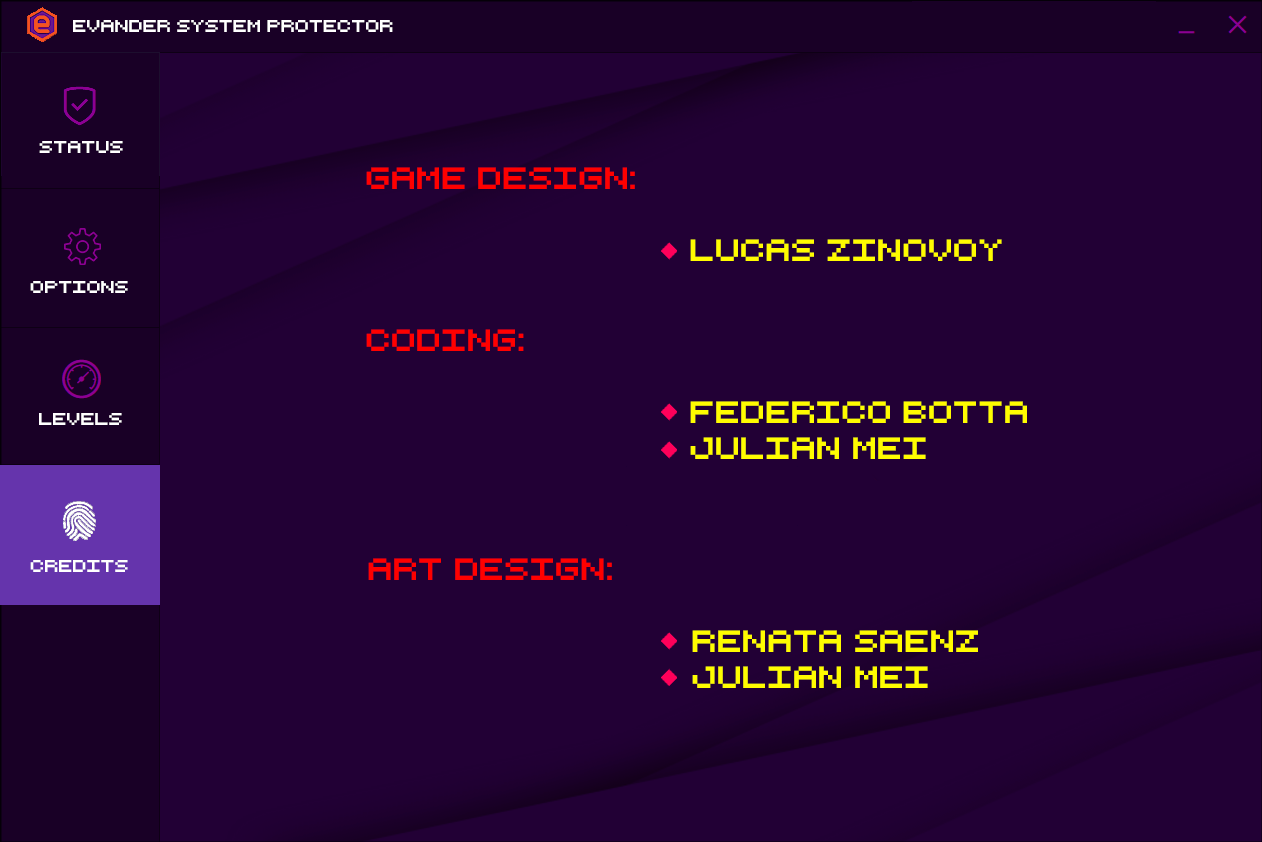 EVANDER SYSTEM PROTECTOR
STATUS
OPTIONS
LEVELS
CREDITS
GAME DESIGN:
LUCAS ZINOVOY
CODING:
FEDERICO BOTTA
JULIAN MEI
ART DESIGN:
RENATA SAENZ
JULIAN MEI